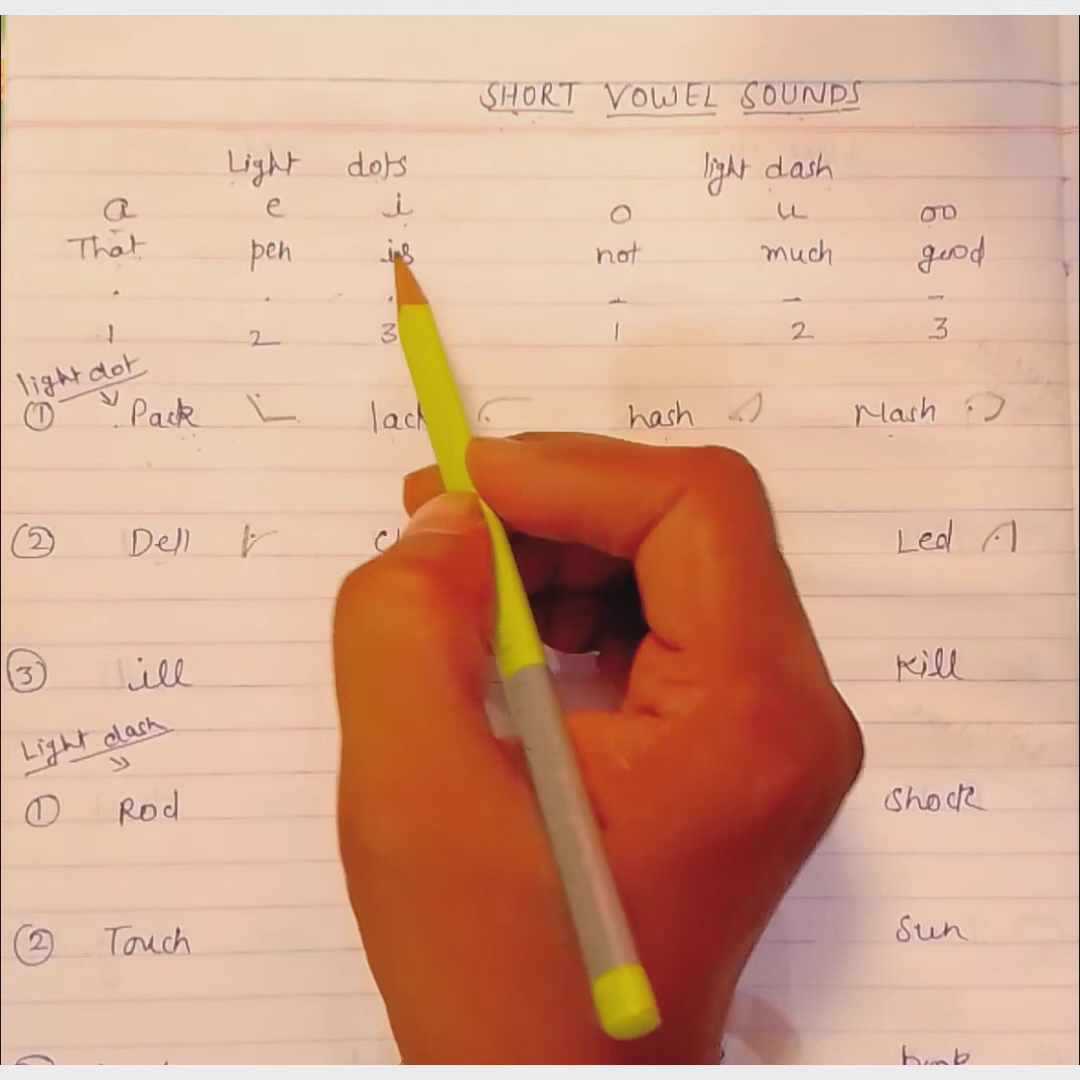 SHORT VOWEL SOUNDS
Light dots light dash
a e i o u oo
That pen is not much good
1 2 3 1 2 3
light dot
① Pack lack hash Mash
② Dell Led
③ ill Kill
Light dash
① Rod Shock
② Touch Sun